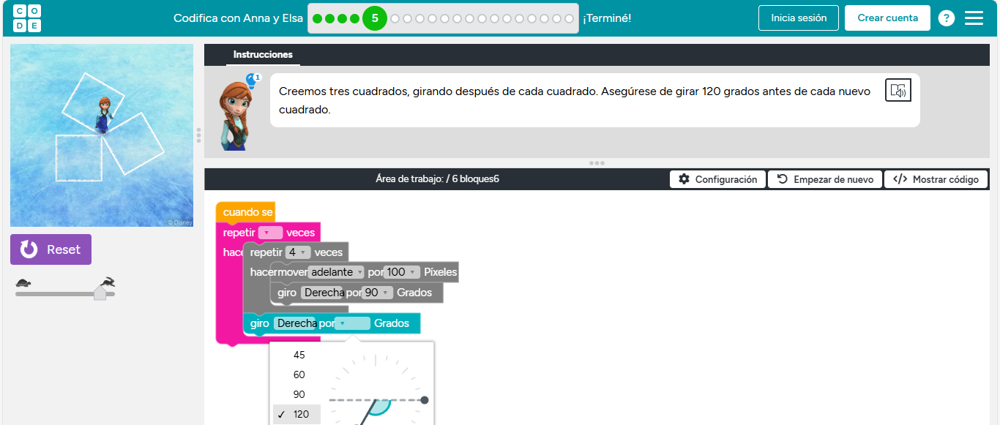 C O
D E
Codifica con Anna y Elsa
5
¡Terminé!
Inicia sesión
Crear cuenta
?
Instrucciones
1
Creemos tres cuadrados, girando después de cada cuadrado. Asegúrese de girar 120 grados antes de cada nuevo
cuadrado.
© Disney
Reset
Área de trabajo: / 6 bloques6
Configuración
Empezar de nuevo
</> Mostrar código
cuando se
repetir veces
hace repetir 4 veces
hacer mover adelante por 100 Píxeles
giro Derecha por 90 Grados
giro Derecha por Grados
45
60
90
✓ 120